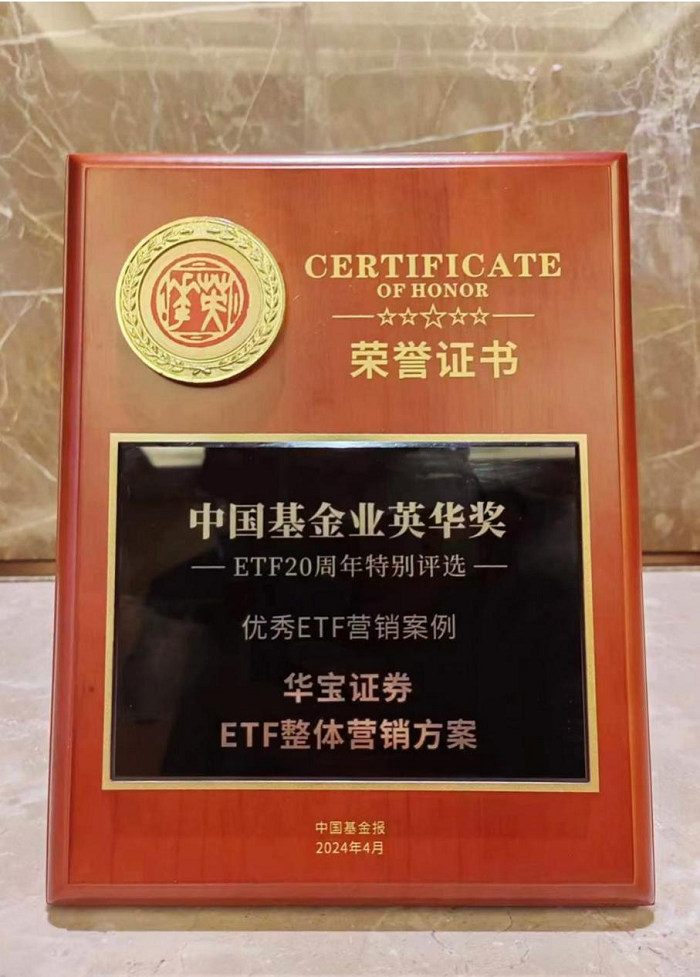 CERTIFICATE
OF HONOR
荣誉证书
中国基金业英华奖
ETF20周年特别评选
优秀ETF营销案例
华宝证券
ETF整体营销方案
中国基金报
2024年4月